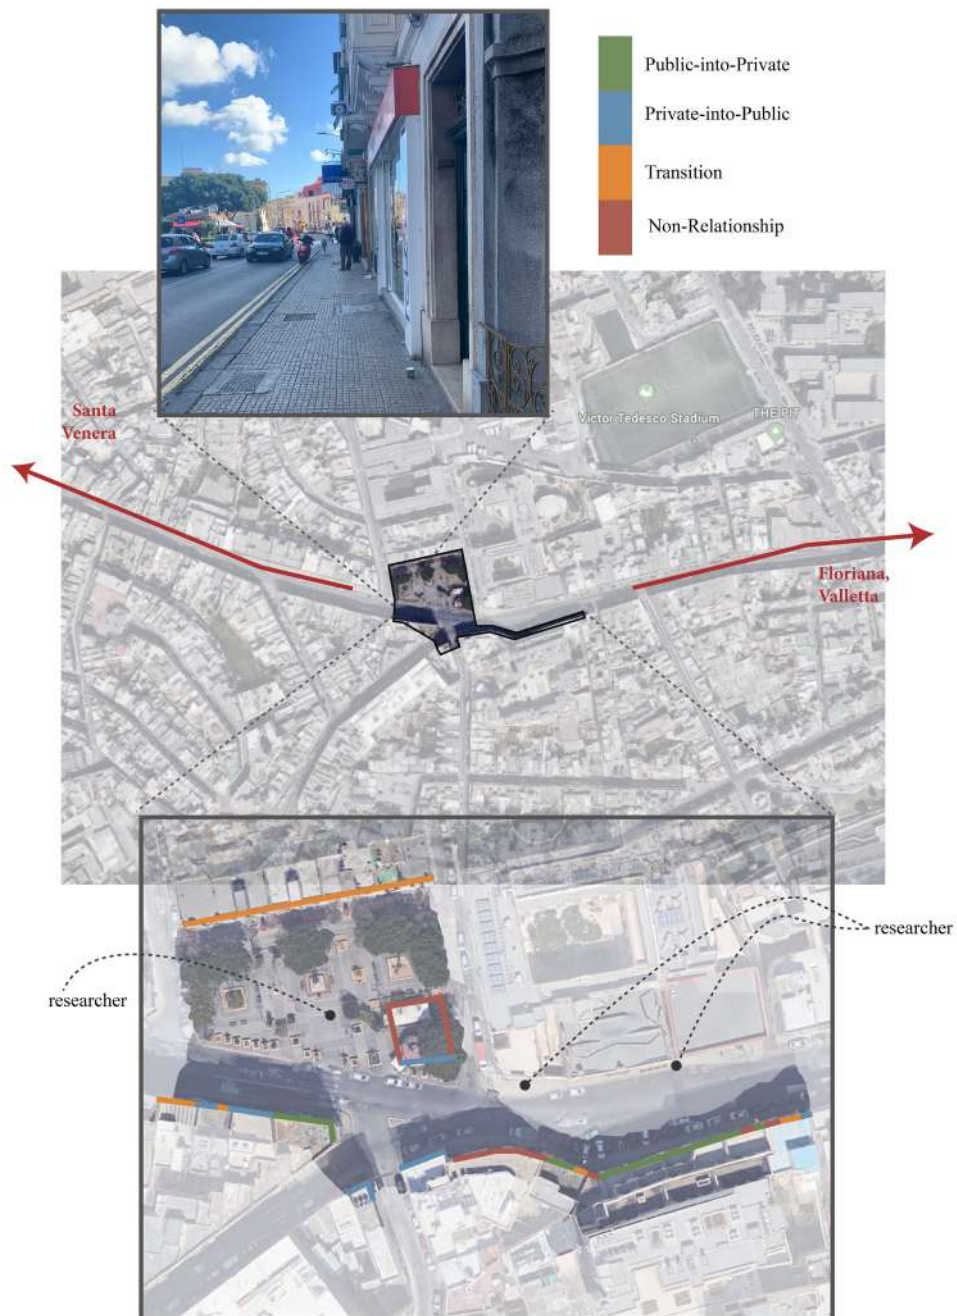 Public-into-Private
Private-into-Public
Transition
Non-Relationship
Santa
Venera
Victor Tedesco Stadium
THE PIT
Floriana,
Valletta
researcher
researcher